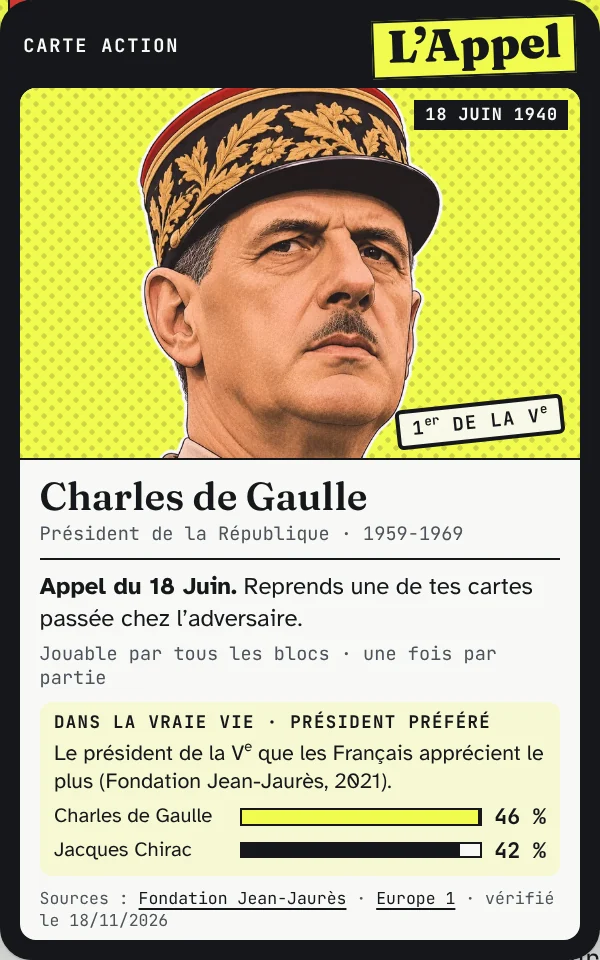 CARTE ACTION
L’Appel
18 JUIN 1940
1er DE LA Ve
Charles de Gaulle
Président de la République · 1959-1969
Appel du 18 Juin. Reprends une de tes cartes
passée chez l’adversaire.
Jouable par tous les blocs · une fois par
partie
DANS LA VRAIE VIE · PRÉSIDENT PRÉFÉRÉ
Le président de la Ve que les Français apprécient le
plus (Fondation Jean-Jaurès, 2021).
Charles de Gaulle 46 %
Jacques Chirac 42 %
Sources : Fondation Jean-Jaurès · Europe 1 · vérifié
le 18/11/2026